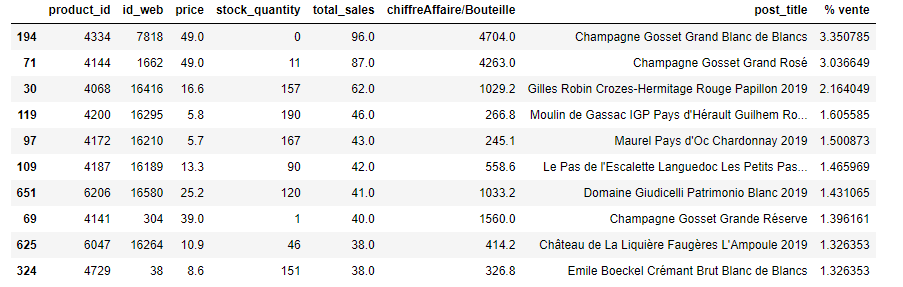 product_id id_web price stock_quantity total_sales chiffreAffaire/Bouteille post_title % vente
194 4334 7818 49.0 0 96.0 4704.0 Champagne Gosset Grand Blanc de Blancs 3.350785
71 4144 1662 49.0 11 87.0 4263.0 Champagne Gosset Grand Rosé 3.036649
30 4068 16416 16.6 157 62.0 1029.2 Gilles Robin Crozes-Hermitage Rouge Papillon 2019 2.164049
119 4200 16295 5.8 190 46.0 266.8 Moulin de Gassac IGP Pays d'Hérault Guilhem Ro... 1.605585
97 4172 16210 5.7 167 43.0 245.1 Maurel Pays d'Oc Chardonnay 2019 1.500873
109 4187 16189 13.3 90 42.0 558.6 Le Pas de l'Escalette Languedoc Les Petits Pas... 1.465969
651 6206 16580 25.2 120 41.0 1033.2 Domaine Giudicelli Patrimonio Blanc 2019 1.431065
69 4141 304 39.0 1 40.0 1560.0 Champagne Gosset Grande Réserve 1.396161
625 6047 16264 10.9 46 38.0 414.2 Château de La Liquière Faugères L'Ampoule 2019 1.326353
324 4729 38 8.6 151 38.0 326.8 Emile Boeckel Crémant Brut Blanc de Blancs 1.326353